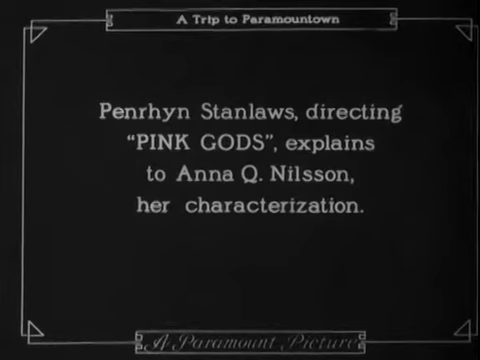 A Trip to Paramountown
Penrhyn Stanlaws, directing
“PINK GODS”, explains
to Anna Q. Nilsson,
her characterization.
A Paramount Picture